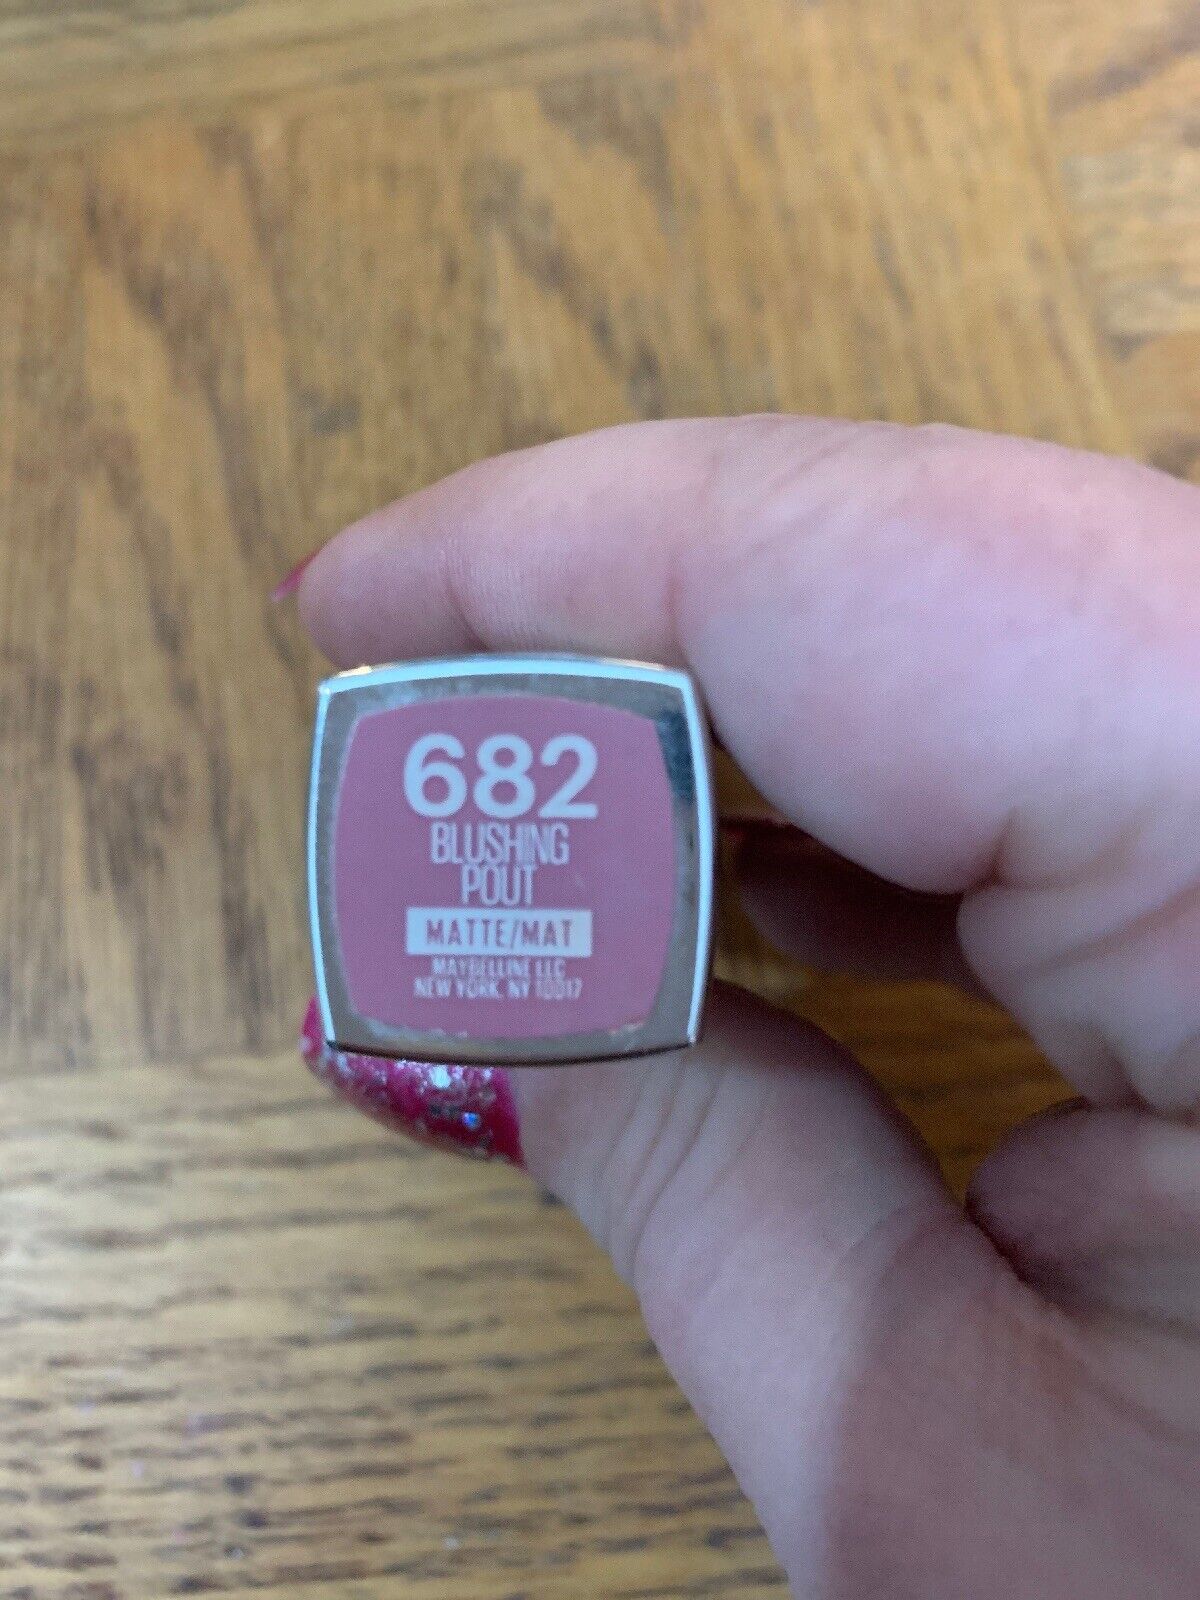 682
BLUSHING
POUT
MATTE/MAT
MAYBELLINE LLC
NEW YORK, NY 10017